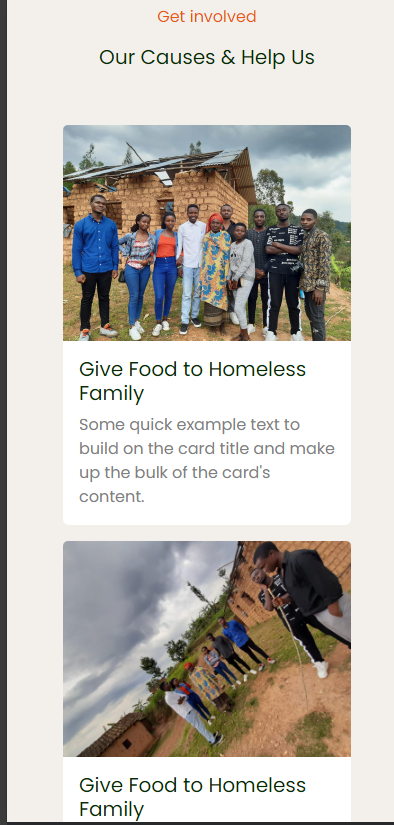 Get involved
Our Causes & Help Us
Give Food to Homeless
Family
Some quick example text to
build on the card title and make
up the bulk of the card's
content.
Give Food to Homeless
Family